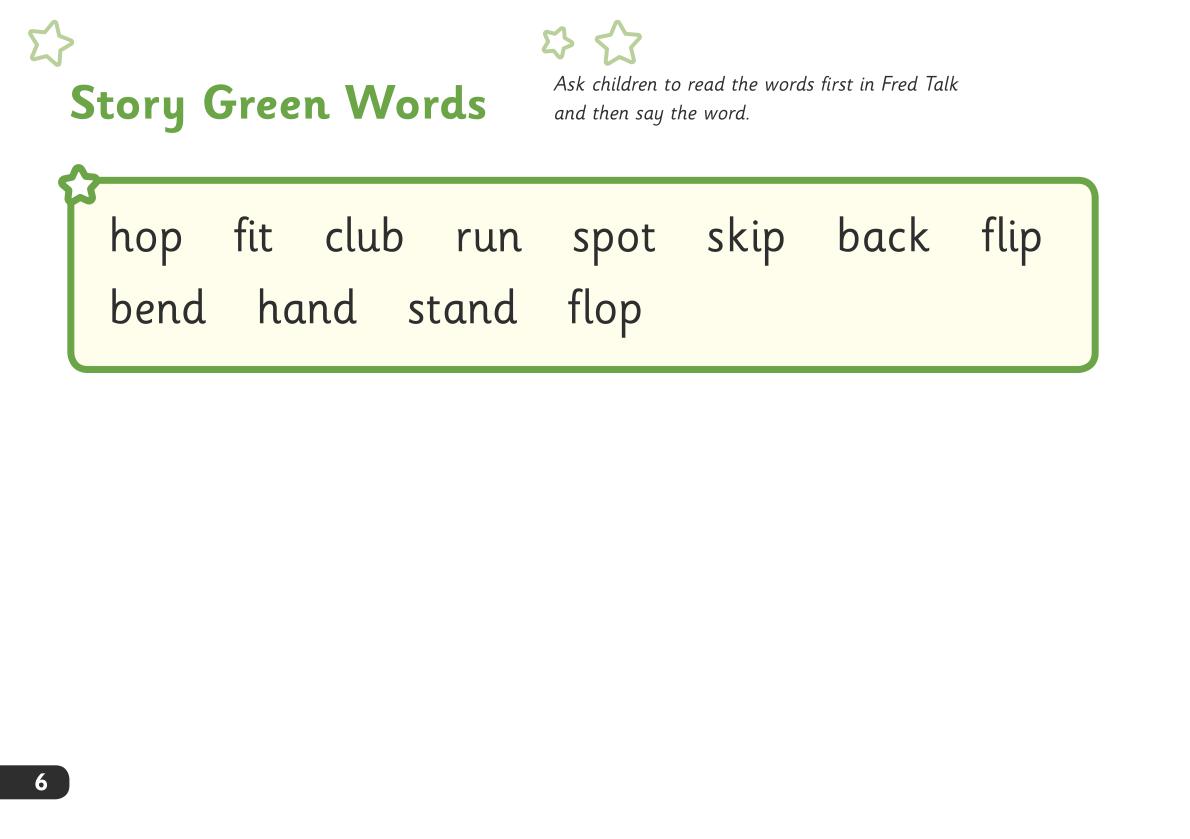 Story Green Words
Ask children to read the words first in Fred Talk
and then say the word.
hop fit club run spot skip back flip
bend hand stand flop
6